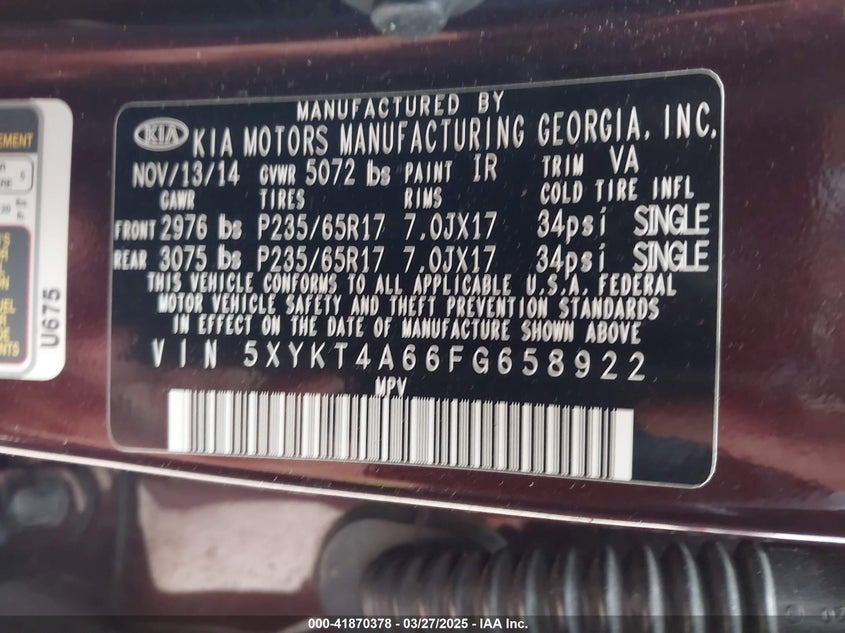 MANUFACTURED BY
KIA KIA MOTORS MANUFACTURING GEORGIA, INC.
NOV/13/14 GVWR 5072 lbs PAINT IR TRIM VA
GAWR TIRES RIMS COLD TIRE INFL
FRONT 2976 lbs P235/65R17 7.0JX17 34psi SINGLE
REAR 3075 lbs P235/65R17 7.0JX17 34psi SINGLE
THIS VEHICLE CONFORMS TO ALL APPLICABLE U.S.A. FEDERAL
MOTOR VEHICLE SAFETY AND THEFT PREVENTION STANDARDS
IN EFFECT ON THE DATE OF MANUFACTURE SHOWN ABOVE
VIN 5XYKT4A66FG658922
MPV
U675
000-41870378 | 03/27/2025 | IAA Inc.